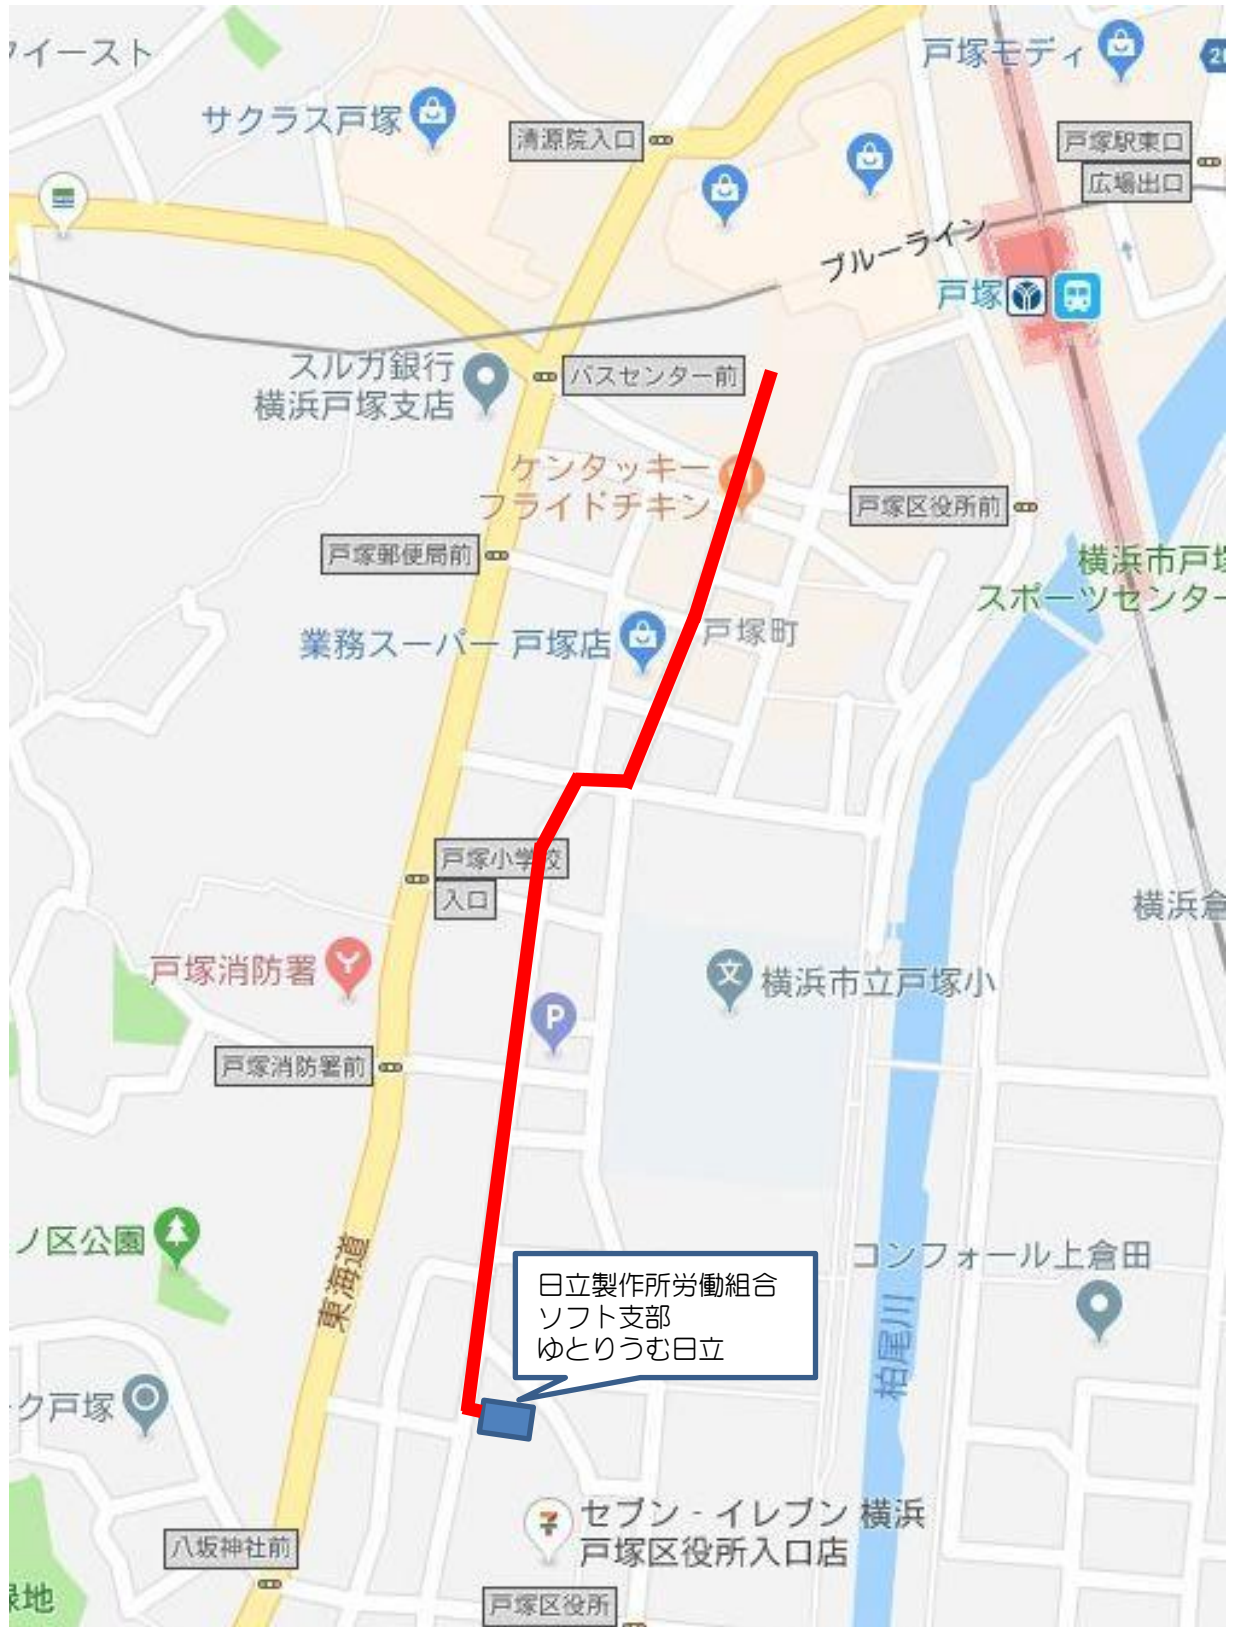 クイースト
戸塚モディ
サクラス戸塚
清源院入口
戸塚駅東口
広場出口
ブルーライン
戸塚
スルガ銀行
横浜戸塚支店
バスセンター前
ケンタッキー
フライドチキン
戸塚区役所前
戸塚郵便局前
横浜市戸塚
スポーツセンター
業務スーパー 戸塚店
戸塚町
戸塚小学校
入口
横浜倉
戸塚消防署
文
横浜市立戸塚小
P
戸塚消防署前
ノ区公園
コンフォール上倉田
東海道
日立製作所労働組合
ソフト支部
ゆとりうむ日立
柏尾川
ク戸塚
セブン - イレブン 横浜
戸塚区役所入口店
八坂神社前
緑地
戸塚区役所